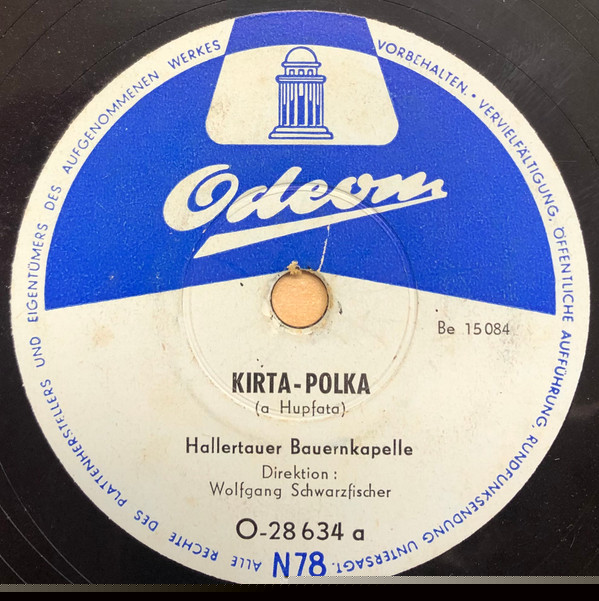 ALLE RECHTE DES PLATTENHERSTELLERS UND EIGENTÜMERS DES AUFGENOMMENEN WERKES VORBEHALTEN. • VERVIELFÄLTIGUNG, ÖFFENTLICHE AUFFÜHRUNG, RUNDFUNKSENDUNG UNTERSAGT.
Odeon
Be 15084
KIRTA-POLKA
(a Hupfata)
Hallertauer Bauernkapelle
Direktion:
Wolfgang Schwarzfischer
O-28634 a
N78